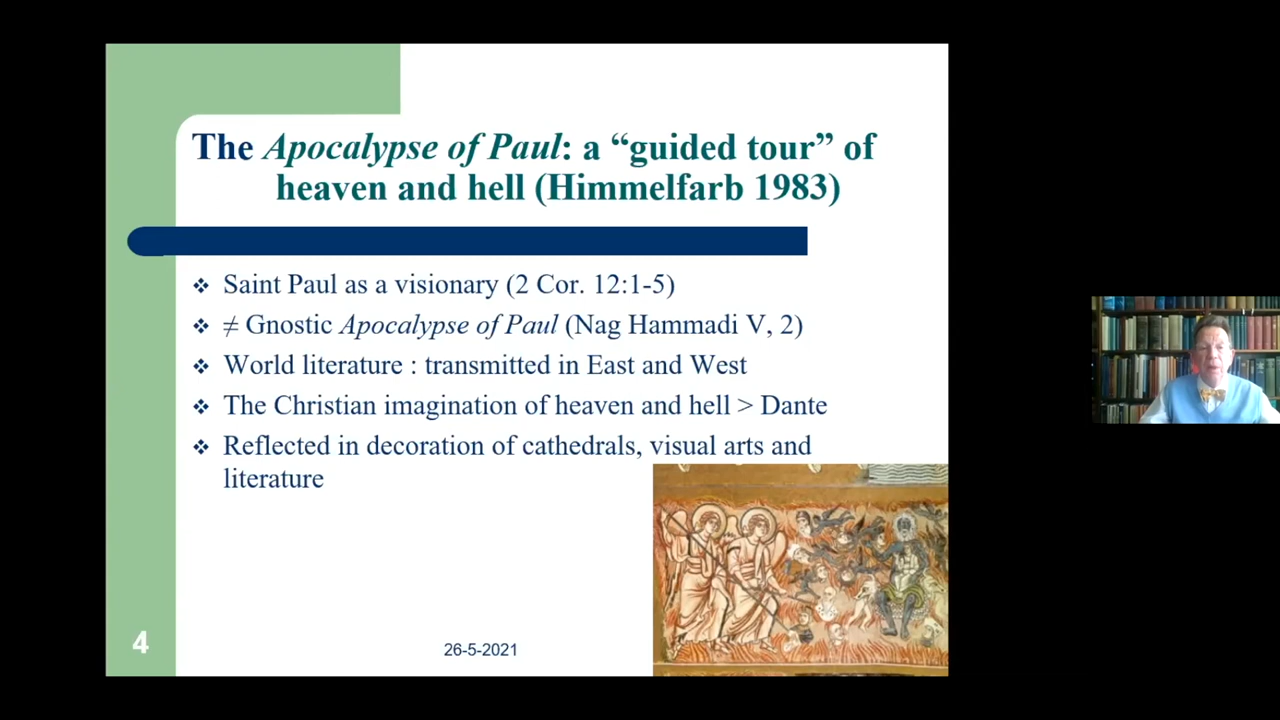 The Apocalypse of Paul: a “guided tour” of
heaven and hell (Himmelfarb 1983)
❖ Saint Paul as a visionary (2 Cor. 12:1-5)
❖ ≠ Gnostic Apocalypse of Paul (Nag Hammadi V, 2)
❖ World literature : transmitted in East and West
❖ The Christian imagination of heaven and hell > Dante
❖ Reflected in decoration of cathedrals, visual arts and
literature
4
26-5-2021